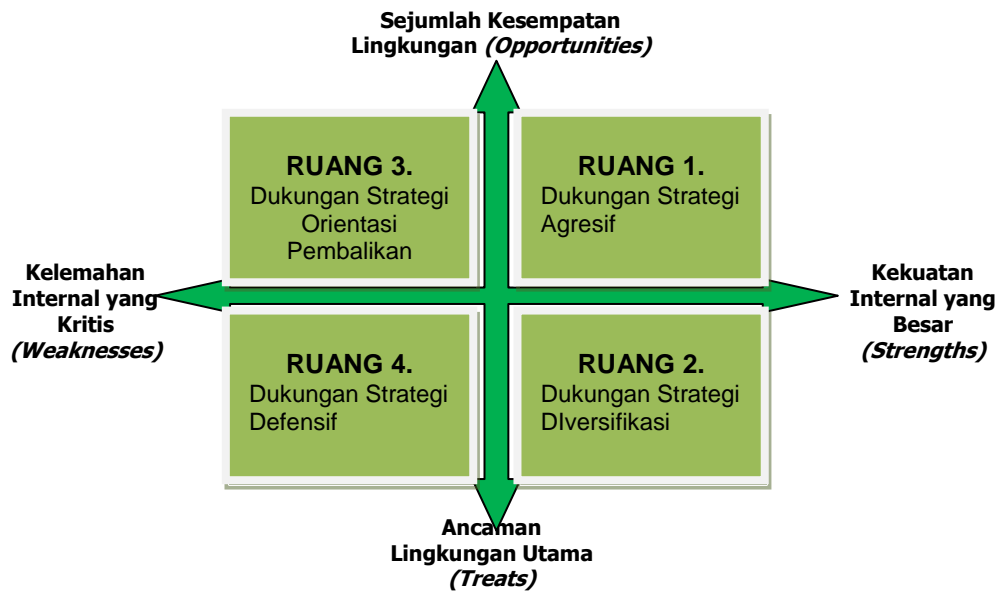 Sejumlah Kesempatan
Lingkungan (Opportunities)
RUANG 3.
Dukungan Strategi
Orientasi
Pembalikan
RUANG 1.
Dukungan Strategi
Agresif
Kelemahan
Internal yang
Kritis
(Weaknesses)
Kekuatan
Internal yang
Besar
(Strengths)
RUANG 4.
Dukungan Strategi
Defensif
RUANG 2.
Dukungan Strategi
DIversifikasi
Ancaman
Lingkungan Utama
(Treats)